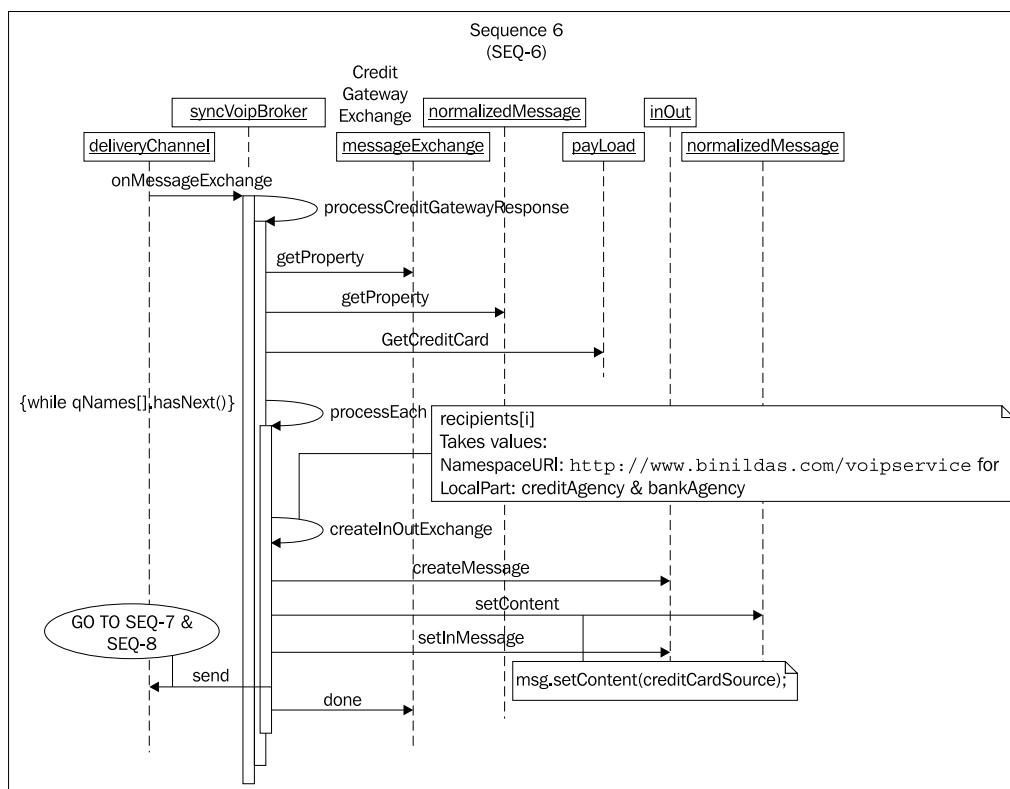 Sequence 6
(SEQ-6)
Credit
Gateway
Exchange
syncVoipBroker
normalizedMessage
inOut
deliveryChannel
messageExchange
payLoad
normalizedMessage
onMessageExchange
processCreditGatewayResponse
getProperty
getProperty
GetCreditCard
{while qNames[].hasNext()}
processEach
recipients[i]
Takes values:
NamespaceURI: http://www.binildas.com/voipservice for
LocalPart: creditAgency & bankAgency
createInOutExchange
createMessage
setContent
GO TO SEQ-7 &
SEQ-8
setInMessage
send
msg.setContent(creditCardSource);
done